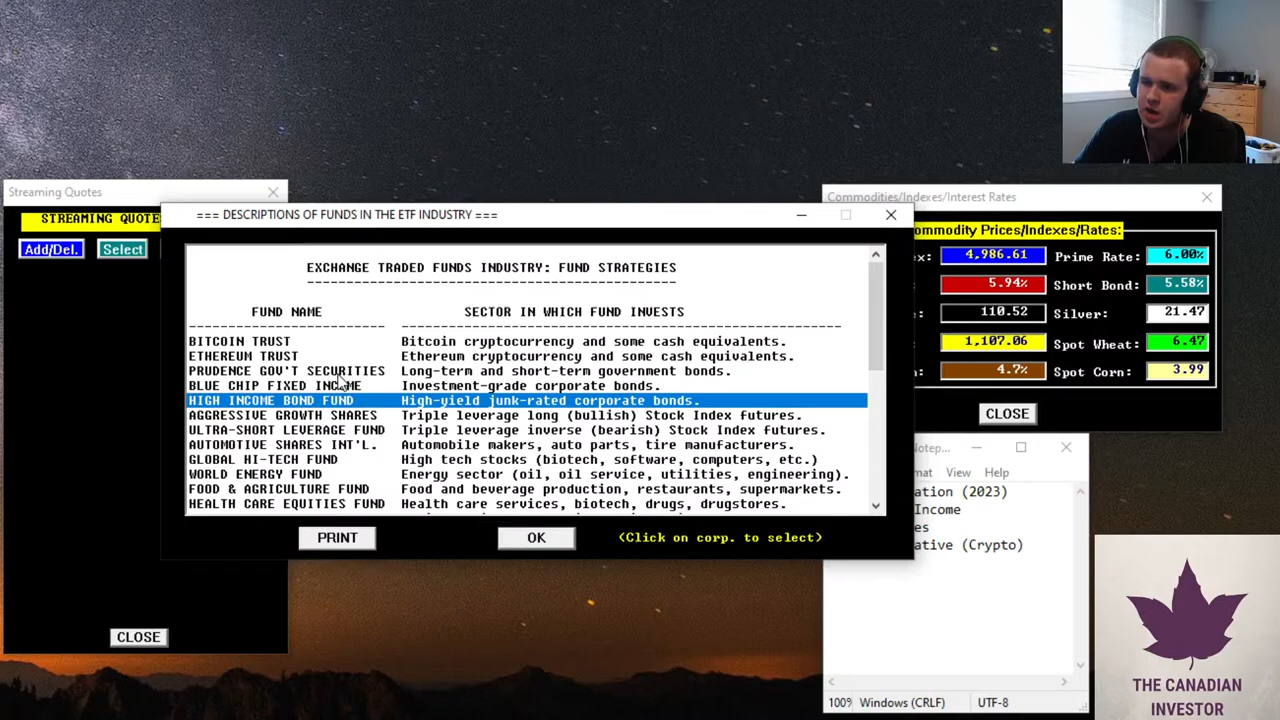 Streaming Quotes
STREAMING QUOTE
Add/Del.
Select
CLOSE
=== DESCRIPTIONS OF FUNDS IN THE ETF INDUSTRY ===
EXCHANGE TRADED FUNDS INDUSTRY: FUND STRATEGIES
FUND NAME SECTOR IN WHICH FUND INVESTS
BITCOIN TRUST Bitcoin cryptocurrency and some cash equivalents.
ETHEREUM TRUST Ethereum cryptocurrency and some cash equivalents.
PRUDENCE GOV'T SECURITIES Long-term and short-term government bonds.
BLUE CHIP FIXED INCOME Investment-grade corporate bonds.
HIGH INCOME BOND FUND High-yield junk-rated corporate bonds.
AGGRESSIVE GROWTH SHARES Triple leverage long (bullish) Stock Index futures.
ULTRA-SHORT LEVERAGE FUND Triple leverage inverse (bearish) Stock Index futures.
AUTOMOTIVE SHARES INT'L. Automobile makers, auto parts, tire manufacturers.
GLOBAL HI-TECH FUND High tech stocks (biotech, software, computers, etc.)
WORLD ENERGY FUND Energy sector (oil, oil service, utilities, engineering).
FOOD & AGRICULTURE FUND Food and beverage production, restaurants, supermarkets.
HEALTH CARE EQUITIES FUND Health care services, biotech, drugs, drugstores.
PRINT
OK
(Click on corp. to select)
Commodities/Indexes/Interest Rates
ommodity Prices/Indexes/Rates:
ex: 4,986.61 Prime Rate: 6.00%
5.94% Short Bond: 5.58%
: 110.52 Silver: 21.47
1,107.06 Spot Wheat: 6.47
4.7% Spot Corn: 3.99
CLOSE
Notep...
mat View Help
ation (2023)
Income
es
ative (Crypto)
100% Windows (CRLF) UTF-8
THE CANADIAN
INVESTOR